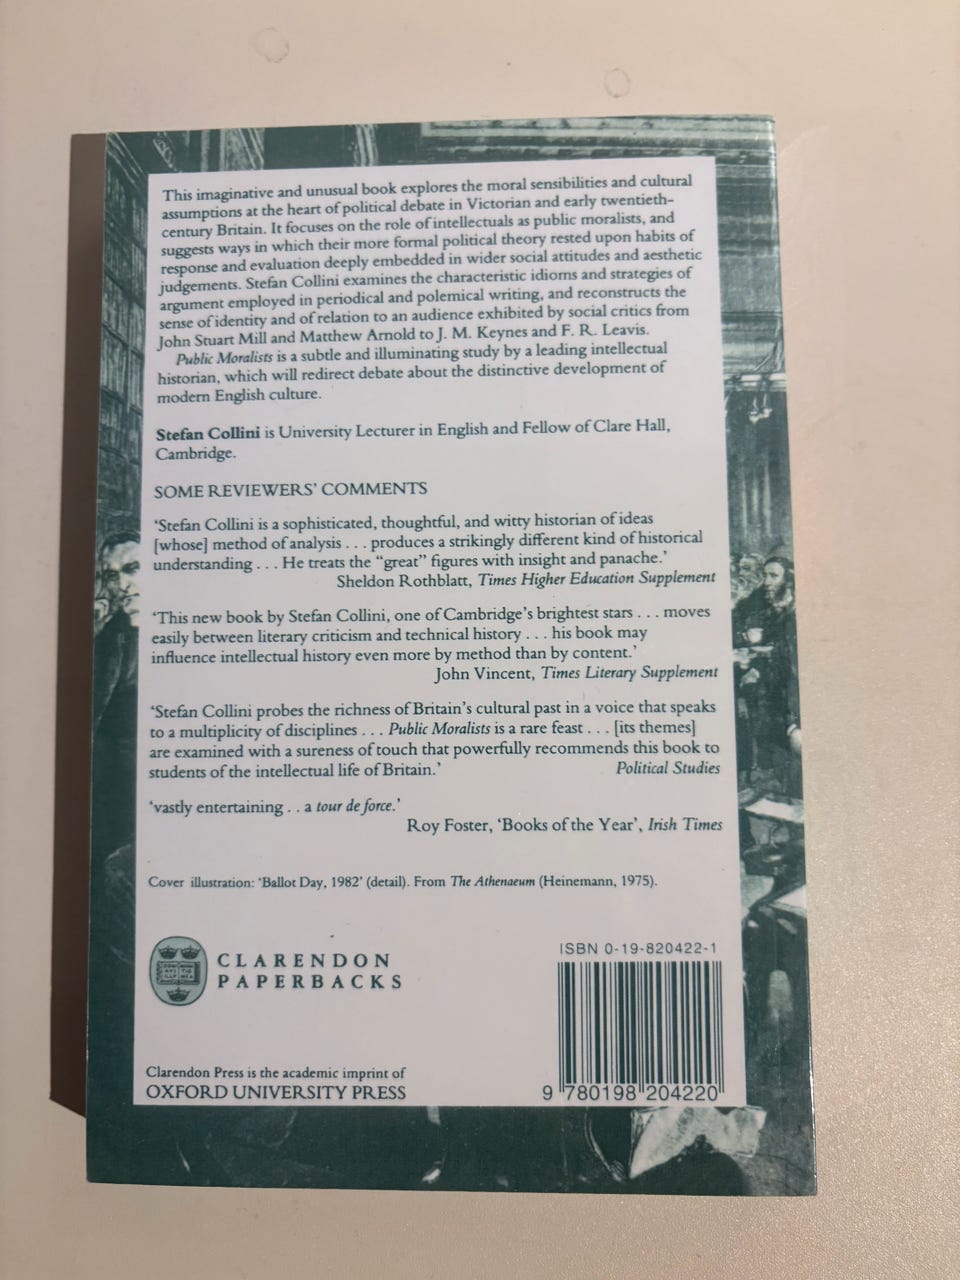 This imaginative and unusual book explores the moral sensibilities and cultural
assumptions at the heart of political debate in Victorian and early twentieth-
century Britain. It focuses on the role of intellectuals as public moralists, and
suggests ways in which their more formal political theory rested upon habits of
response and evaluation deeply embedded in wider social attitudes and aesthetic
judgements. Stefan Collini examines the characteristic idioms and strategies of
argument employed in periodical and polemical writing, and reconstructs the
sense of identity and of relation to an audience exhibited by social critics from
John Stuart Mill and Matthew Arnold to J. M. Keynes and F. R. Leavis.
Public Moralists is a subtle and illuminating study by a leading intellectual
historian, which will redirect debate about the distinctive development of
modern English culture.
Stefan Collini is University Lecturer in English and Fellow of Clare Hall,
Cambridge.
SOME REVIEWERS' COMMENTS
‘Stefan Collini is a sophisticated, thoughtful, and witty historian of ideas
[whose] method of analysis . . . produces a strikingly different kind of historical
understanding . . . He treats the “great” figures with insight and panache.’
Sheldon Rothblatt, Times Higher Education Supplement
‘This new book by Stefan Collini, one of Cambridge’s brightest stars . . . moves
easily between literary criticism and technical history . . . his book may
influence intellectual history even more by method than by content.’
John Vincent, Times Literary Supplement
‘Stefan Collini probes the richness of Britain’s cultural past in a voice that speaks
to a multiplicity of disciplines . . . Public Moralists is a rare feast . . . [its themes]
are examined with a sureness of touch that powerfully recommends this book to
students of the intellectual life of Britain.’ Political Studies
‘vastly entertaining . . a tour de force.’
Roy Foster, ‘Books of the Year’, Irish Times
Cover illustration: ‘Ballot Day, 1982’ (detail). From The Athenaeum (Heinemann, 1975).
CLARENDON
PAPERBACKS
Clarendon Press is the academic imprint of
OXFORD UNIVERSITY PRESS
ISBN 0-19-820422-1
9 780198 204220